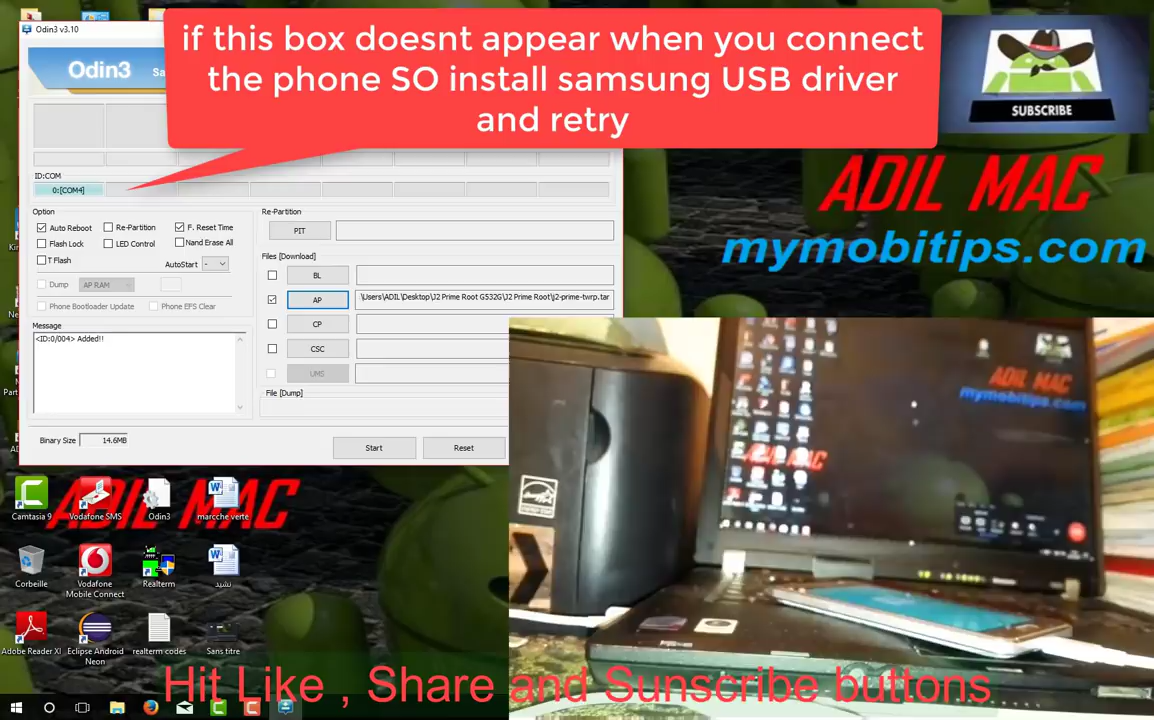 Odin3 v3.10
if this box doesnt appear when you connect
the phone SO install samsung USB driver
and retry
SUBSCRIBE
Odin3
ADIL MAC
mymobitips.com
ID:COM
0:[COM4]
Option
Auto Reboot
Re-Partition
F. Reset Time
Flash Lock
LED Control
Nand Erase All
T Flash
AutoStart :
-
Dump
AP RAM
Phone Bootloader Update
Phone EFS Clear
Re-Partition
PIT
Files [Download]
BL
AP
\Users\ADIL\Desktop\J2 Prime Root G532G\J2 Prime Root\j2-prime-twrp.tar
CP
CSC
UMS
File [Dump]
Message
<ID:0/004> Added!!
Binary Size
14.6MB
Start
Reset
ADIL MAC
mymobitips.com
ADIL MAC
Camtasia 9
Vodafone SMS
Odin3
marcche verte
Corbeille
Vodafone
Mobile Connect
Realterm
نشيد
Adobe Reader XI
Eclipse Android
Neon
realterm codes
Sans titre
Hit Like , Share and Sunscribe buttons